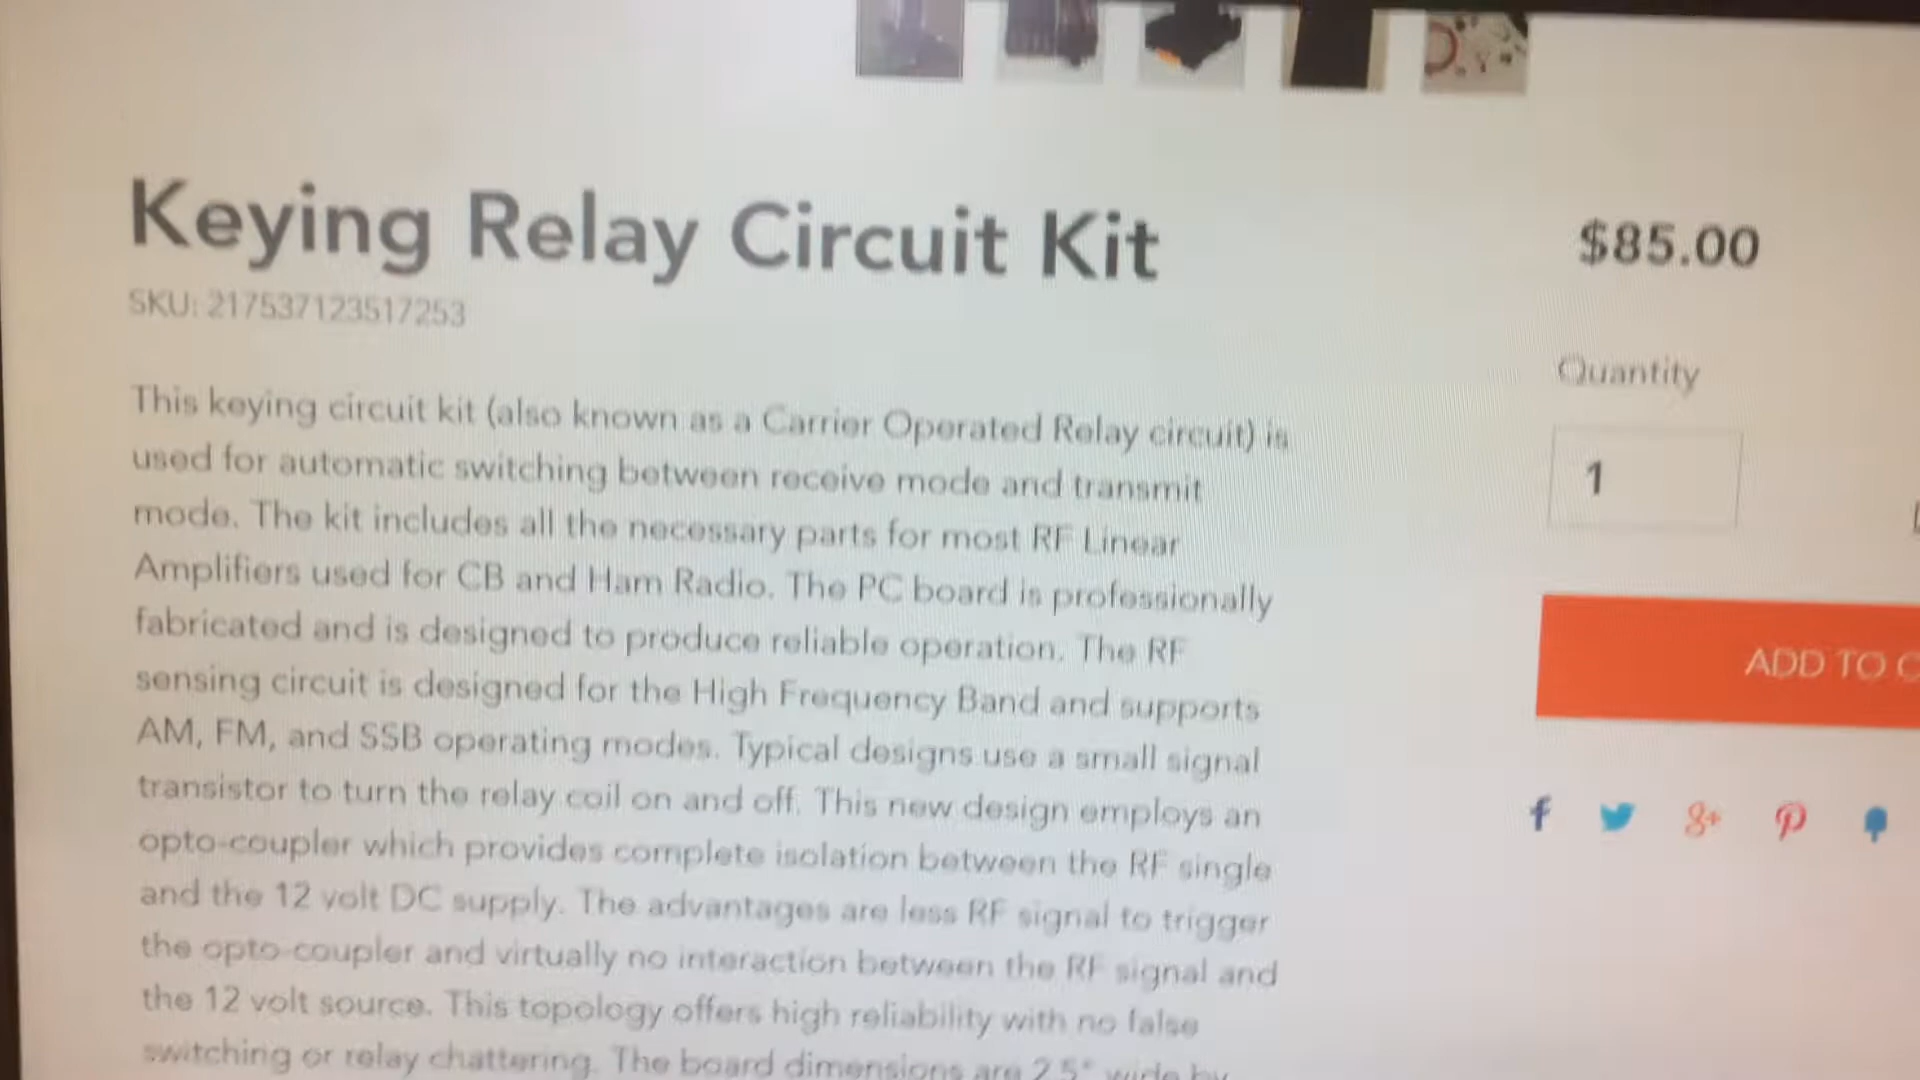 Keying Relay Circuit Kit
$85.00
SKU: 217537123517253
Quantity
1
This keying circuit kit (also known as a Carrier Operated Relay circuit) is
used for automatic switching between receive mode and transmit
mode. The kit includes all the necessary parts for most RF Linear
Amplifiers used for CB and Ham Radio. The PC board is professionally
fabricated and is designed to produce reliable operation. The RF
sensing circuit is designed for the High Frequency Band and supports
AM, FM, and SSB operating modes. Typical designs use a small signal
transistor to turn the relay coil on and off. This new design employs an
opto-coupler which provides complete isolation between the RF single
and the 12 volt DC supply. The advantages are less RF signal to trigger
the opto-coupler and virtually no interaction between the RF signal and
the 12 volt source. This topology offers high reliability with no false
switching or relay chattering. The board dimensions are 2.5" wide by
ADD TO C